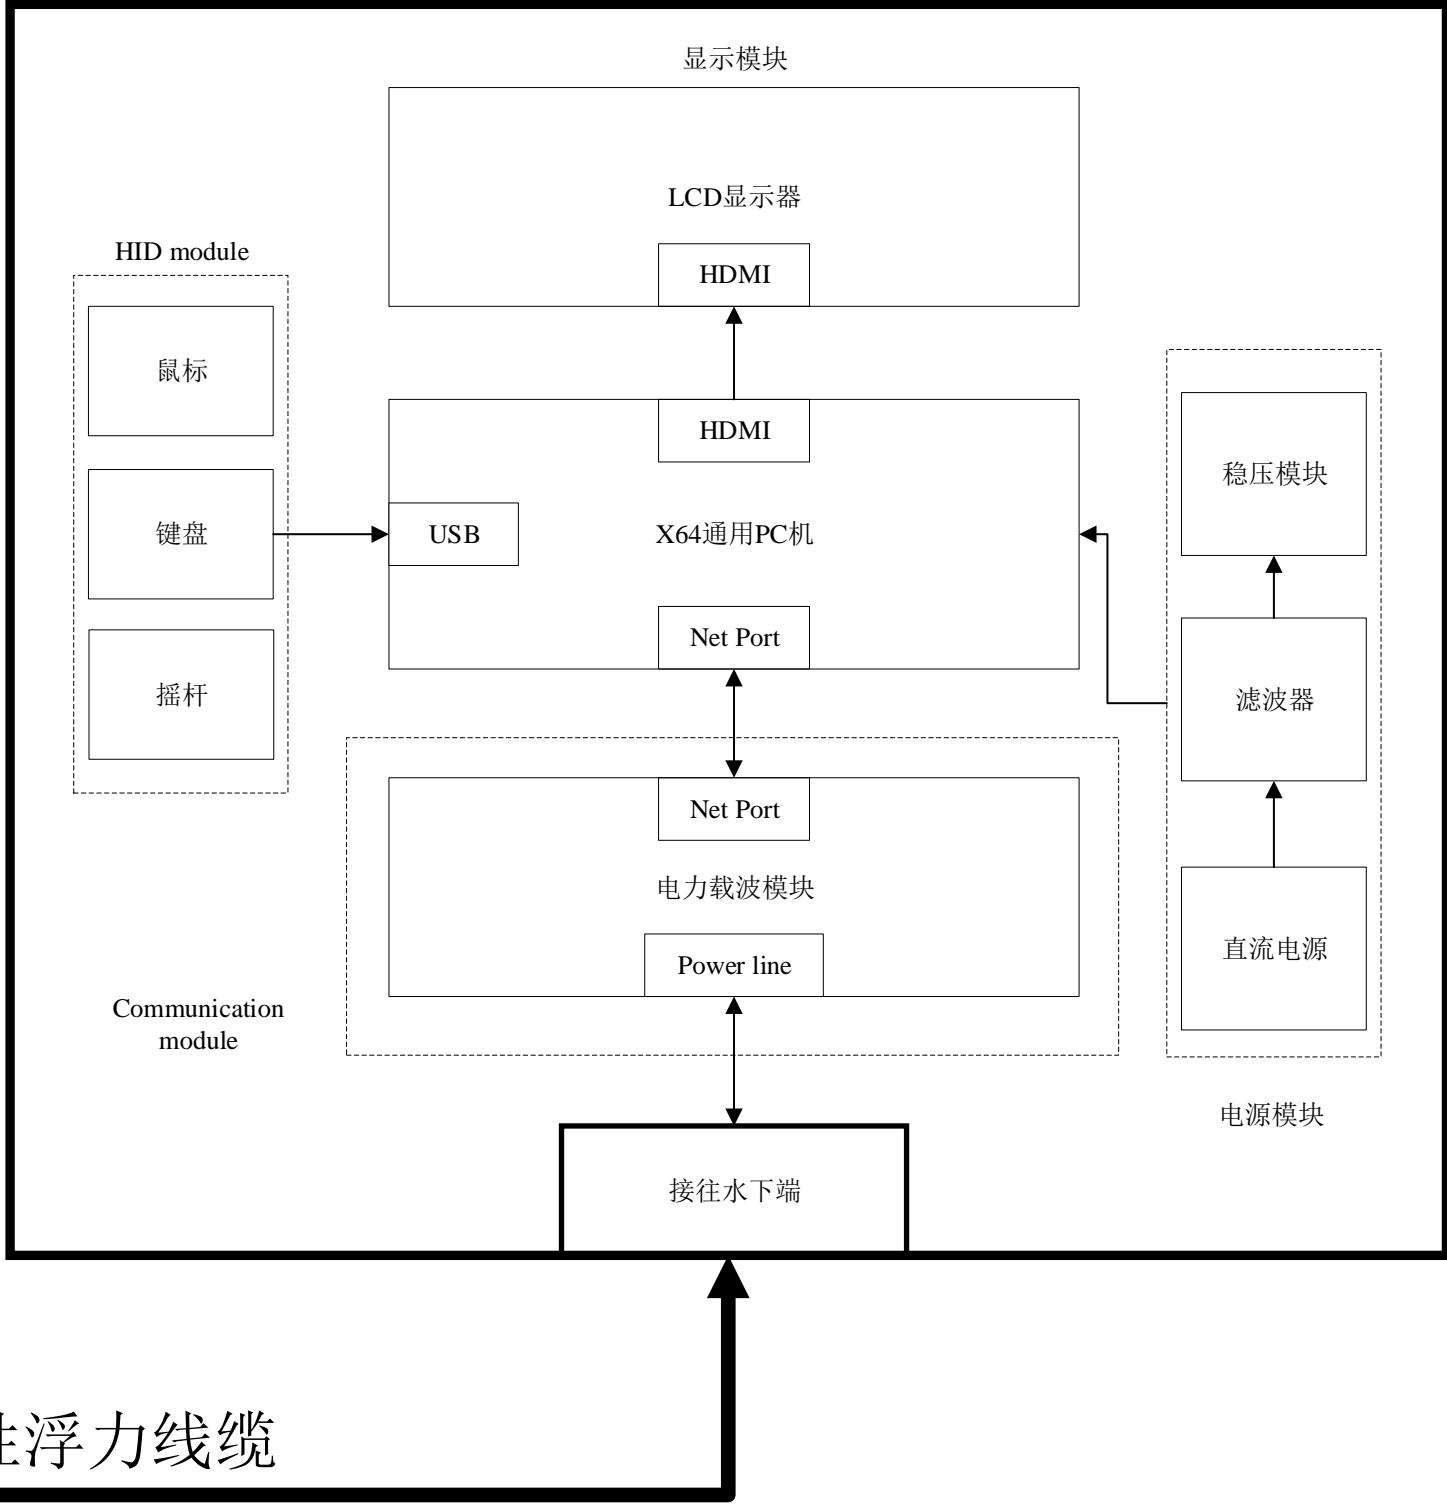 显示模块
LCD显示器
HDMI
HID module
鼠标
键盘
摇杆
HDMI
USB
X64通用PC机
Net Port
稳压模块
滤波器
直流电源
电源模块
Net Port
电力载波模块
Power line
Communication
module
接往水下端
浮力线缆